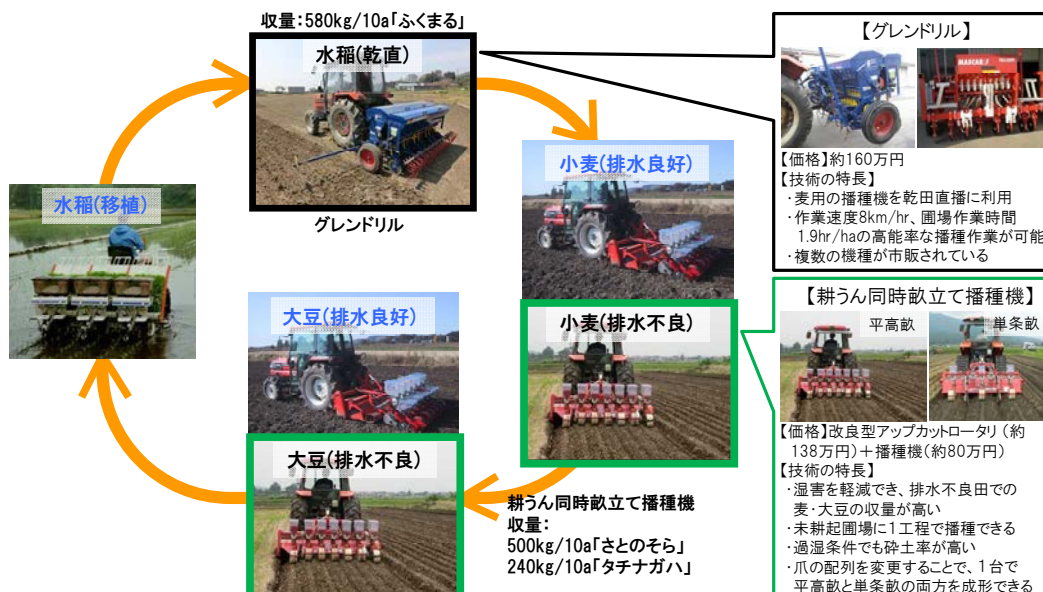 収量：580kg/10a「ふくまる」
水稲(乾直)
グレンドリル
水稲(移植)
小麦(排水良好)
小麦(排水不良)
大豆(排水良好)
大豆(排水不良)
耕うん同時畝立て播種機
収量：
500kg/10a「さとのそら」
240kg/10a「タチナガハ」
【グレンドリル】
【価格】約160万円
【技術の特長】
・麦用の播種機を乾田直播に利用
・作業速度8km/hr、圃場作業時間
1.9hr/haの高能率な播種作業が可能
・複数の機種が市販されている
【耕うん同時畝立て播種機】
平高畝
単条畝
【価格】改良型アップカットロータリ（約
138万円）＋播種機（約80万円）
【技術の特長】
・湿害を軽減でき、排水不良田での
麦・大豆の収量が高い
・未耕起圃場に１工程で播種できる
・過湿条件でも砕土率が高い
・爪の配列を変更することで、１台で
平高畝と単条畝の両方を成形できる